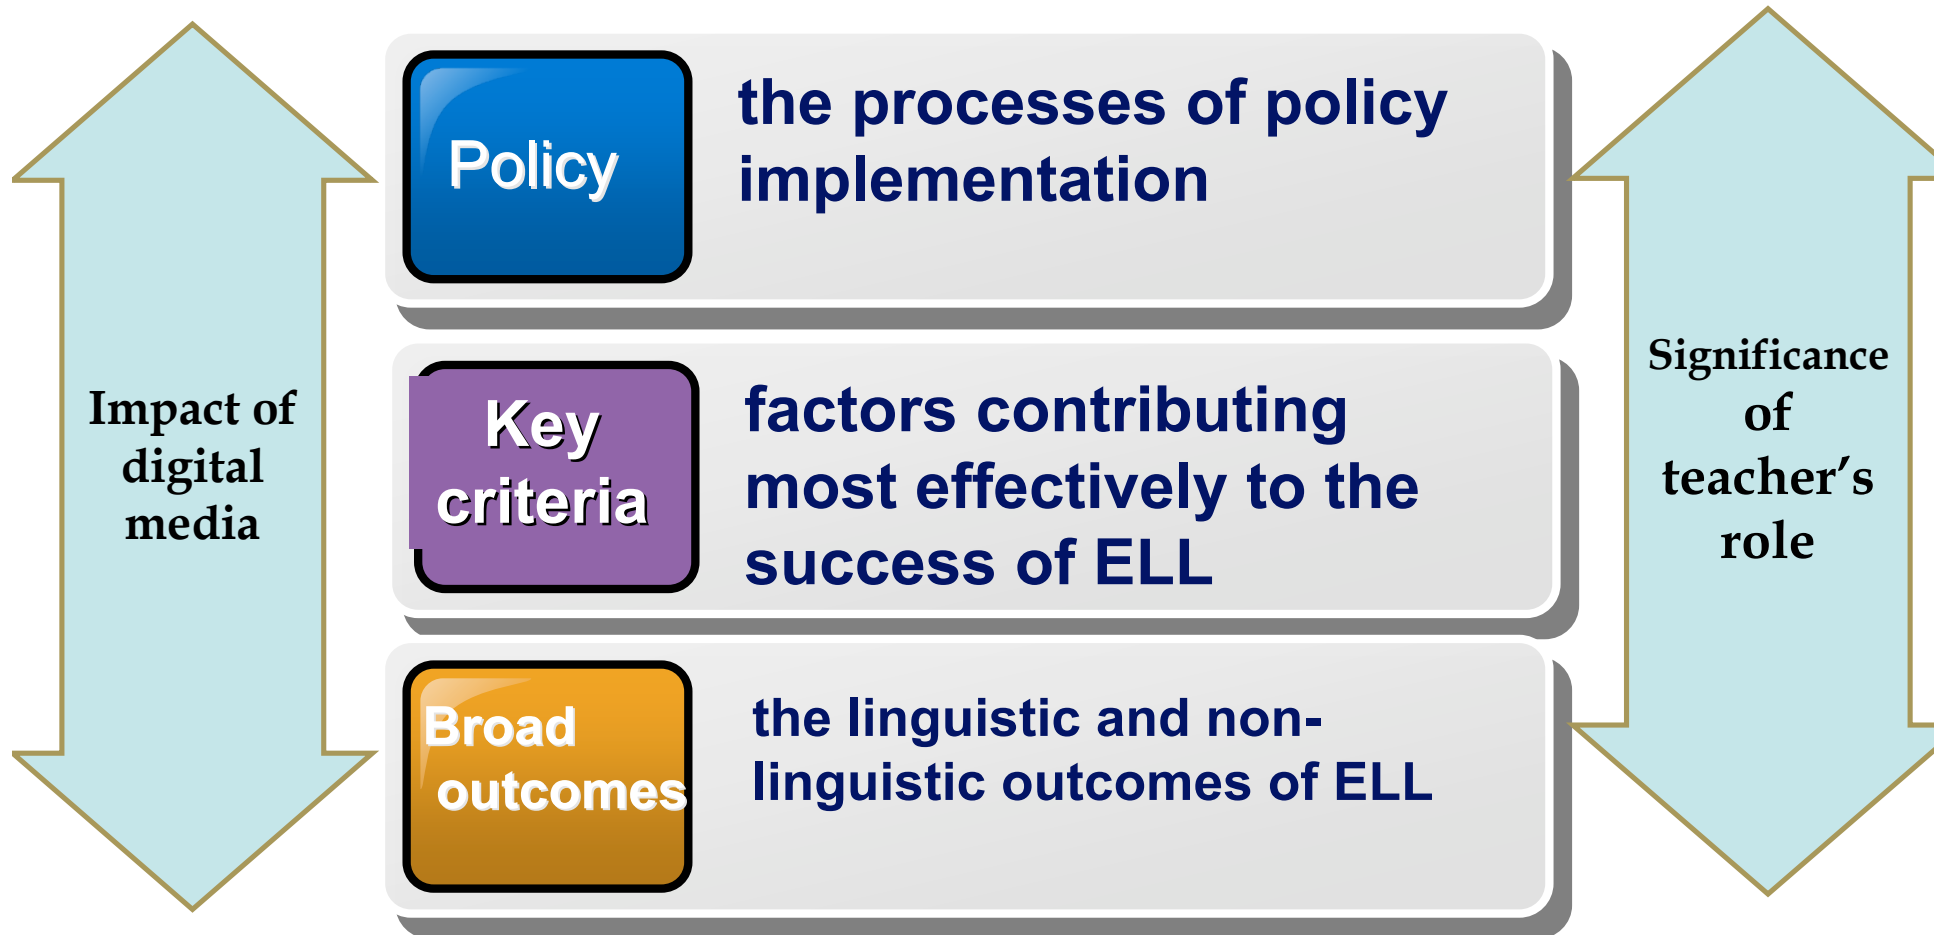 Impact of
digital
media
Policy
the processes of policy
implementation
Key
criteria
factors contributing
most effectively to the
success of ELL
Broad
outcomes
the linguistic and non-
linguistic outcomes of ELL
Significance
of
teacher’s
role